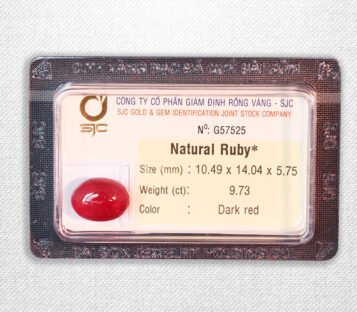 CÔNG TY CỔ PHẦN GIÁM ĐỊNH RỒNG VÀNG - SJC
SJC GOLD & GEM IDENTIFICATION JOINT STOCK COMPANY
SJC
Nº: G57525
Natural Ruby*
Size (mm) : 10.49 x 14.04 x 5.75
Weight (ct): 9.73
Color : Dark red